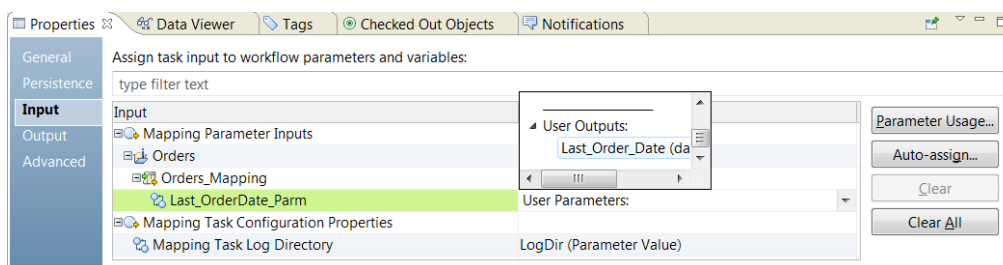 Properties Data Viewer Tags Checked Out Objects Notifications
General
Persistence
Input
Output
Advanced
Assign task input to workflow parameters and variables:
type filter text
Input
Mapping Parameter Inputs
Orders
Orders_Mapping
Last_OrderDate_Parm User Parameters:
Mapping Task Configuration Properties
Mapping Task Log Directory LogDir (Parameter Value)
User Outputs:
Last_Order_Date (da
Parameter Usage...
Auto-assign...
Clear
Clear All